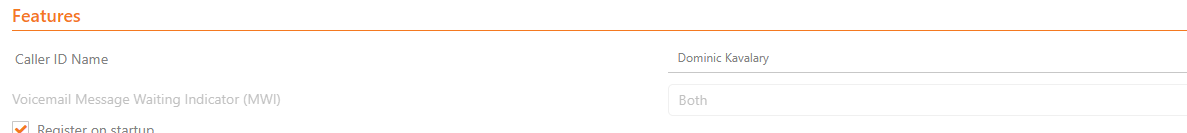 Features
Caller ID Name
Dominic Kavalary
Voicemail Message Waiting Indicator (MWI)
Both
Register on startup